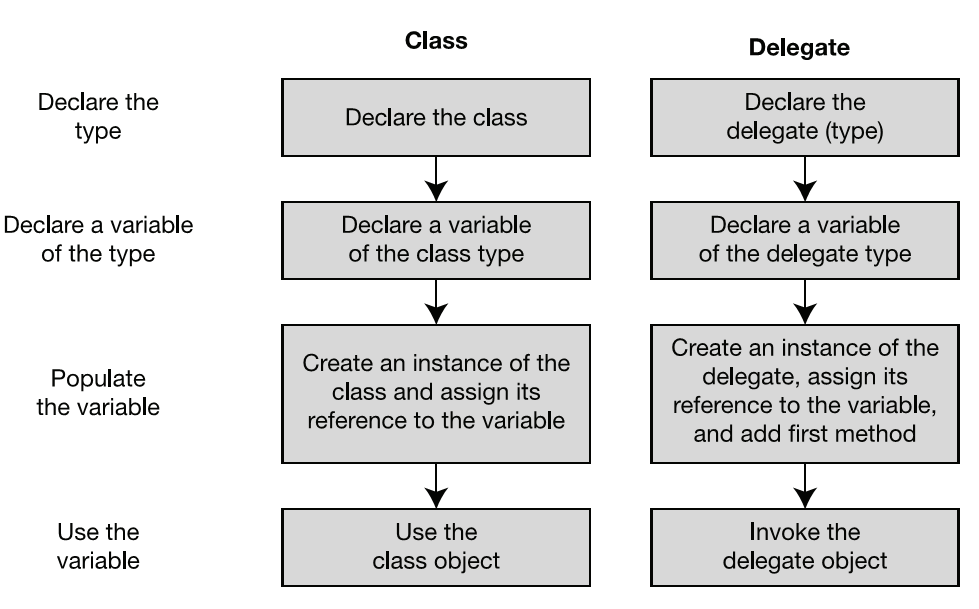 Class
Delegate
Declare the
type
Declare the class
Declare the
delegate (type)
Declare a variable
of the type
Declare a variable
of the class type
Declare a variable
of the delegate type
Populate
the variable
Create an instance of the
class and assign its
reference to the variable
Create an instance of the
delegate, assign its
reference to the variable,
and add first method
Use the
variable
Use the
class object
Invoke the
delegate object